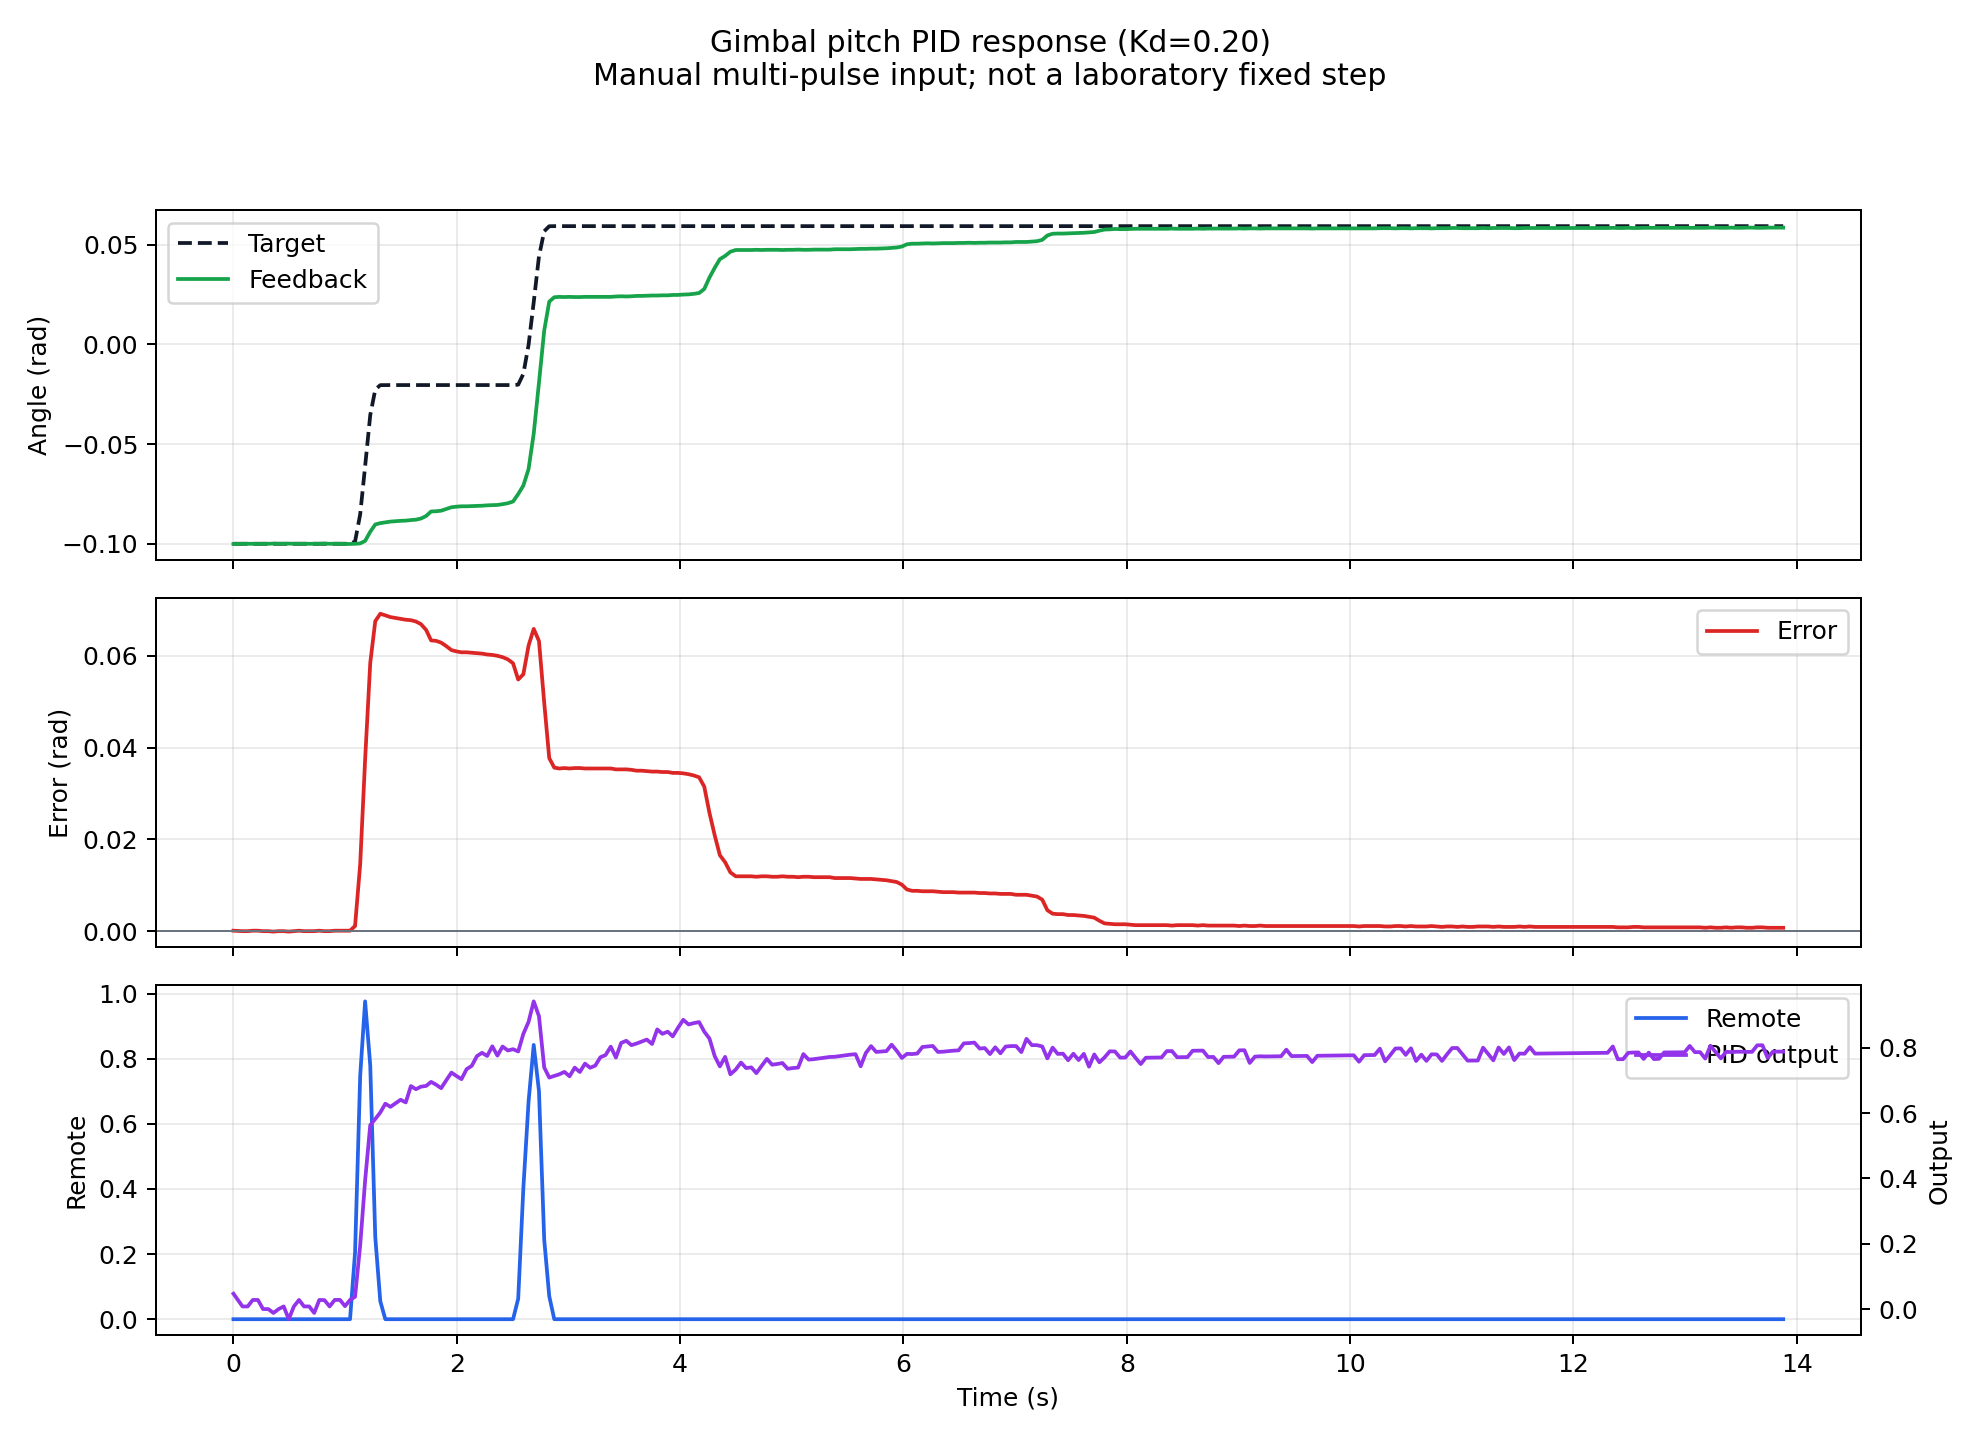 Gimbal pitch PID response (Kd=0.20)
Manual multi-pulse input; not a laboratory fixed step
Target
Feedback
Angle (rad)
0.05
0.00
−0.05
−0.10
Error
Error (rad)
0.06
0.04
0.02
0.00
Remote
PID output
Remote
1.0
0.8
0.6
0.4
0.2
0.0
0.8
0.6
0.4
0.2
0.0
Output
0 2 4 6 8 10 12 14
Time (s)